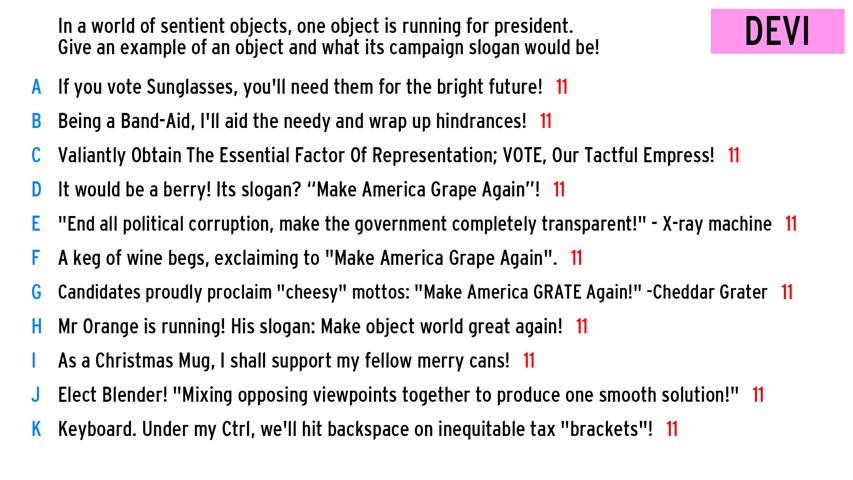 In a world of sentient objects, one object is running for president.
Give an example of an object and what its campaign slogan would be!
DEVI
A If you vote Sunglasses, you'll need them for the bright future! 11
B Being a Band-Aid, I'll aid the needy and wrap up hindrances! 11
C Valiantly Obtain The Essential Factor Of Representation; VOTE, Our Tactful Empress! 11
D It would be a berry! Its slogan? “Make America Grape Again”! 11
E "End all political corruption, make the government completely transparent!" - X-ray machine 11
F A keg of wine begs, exclaiming to "Make America Grape Again". 11
G Candidates proudly proclaim "cheesy" mottos: "Make America GRATE Again!" -Cheddar Grater 11
H Mr Orange is running! His slogan: Make object world great again! 11
I As a Christmas Mug, I shall support my fellow merry cans! 11
J Elect Blender! "Mixing opposing viewpoints together to produce one smooth solution!" 11
K Keyboard. Under my Ctrl, we'll hit backspace on inequitable tax "brackets"! 11